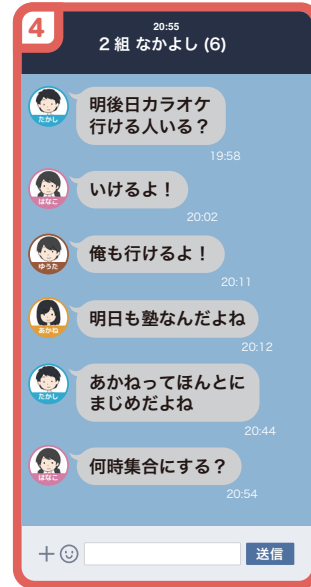 4
20:55
2組 なかよし (6)
たかし
明後日カラオケ
行ける人いる？
19:58
はなこ
いけるよ！
20:02
ゆうた
俺も行けるよ！
20:11
あかね
明日も塾なんだよね
20:12
たかし
あかねってほんとに
まじめだよね
20:44
はなこ
何時集合にする？
20:54
送信